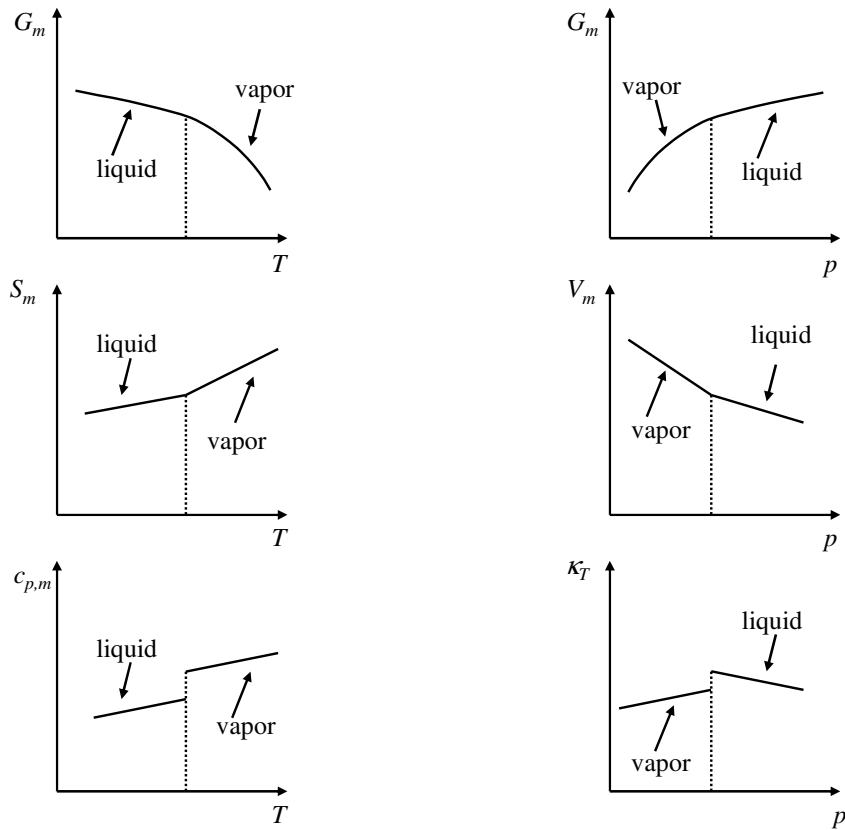 G_m
vapor
liquid
T
G_m
vapor
liquid
p
S_m
liquid
vapor
T
V_m
liquid
vapor
p
c_{p,m}
liquid
vapor
T
κ_T
liquid
vapor
p